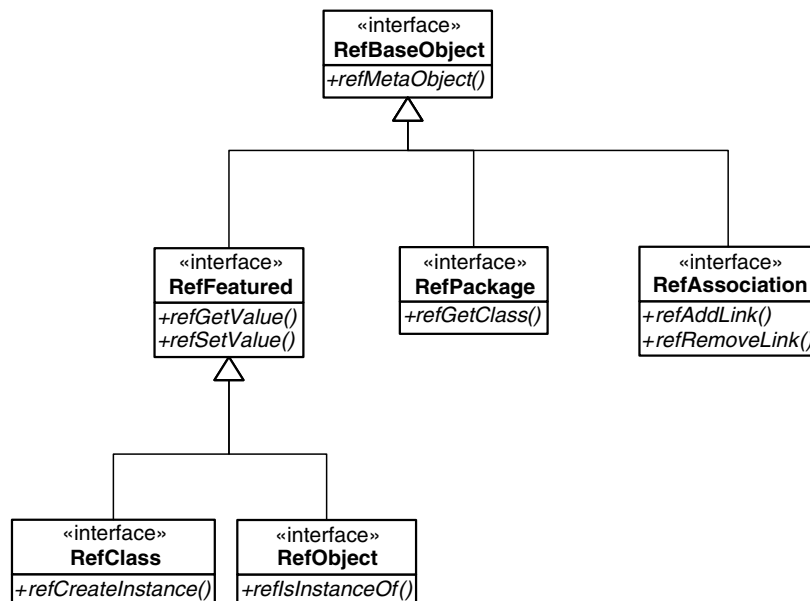 «interface»
RefBaseObject
+refMetaObject()
«interface»
RefFeatured
+refGetValue()
+refSetValue()
«interface»
RefPackage
+refGetClass()
«interface»
RefAssociation
+refAddLink()
+refRemoveLink()
«interface»
RefClass
+refCreateInstance()
«interface»
RefObject
+refIsInstanceOf()